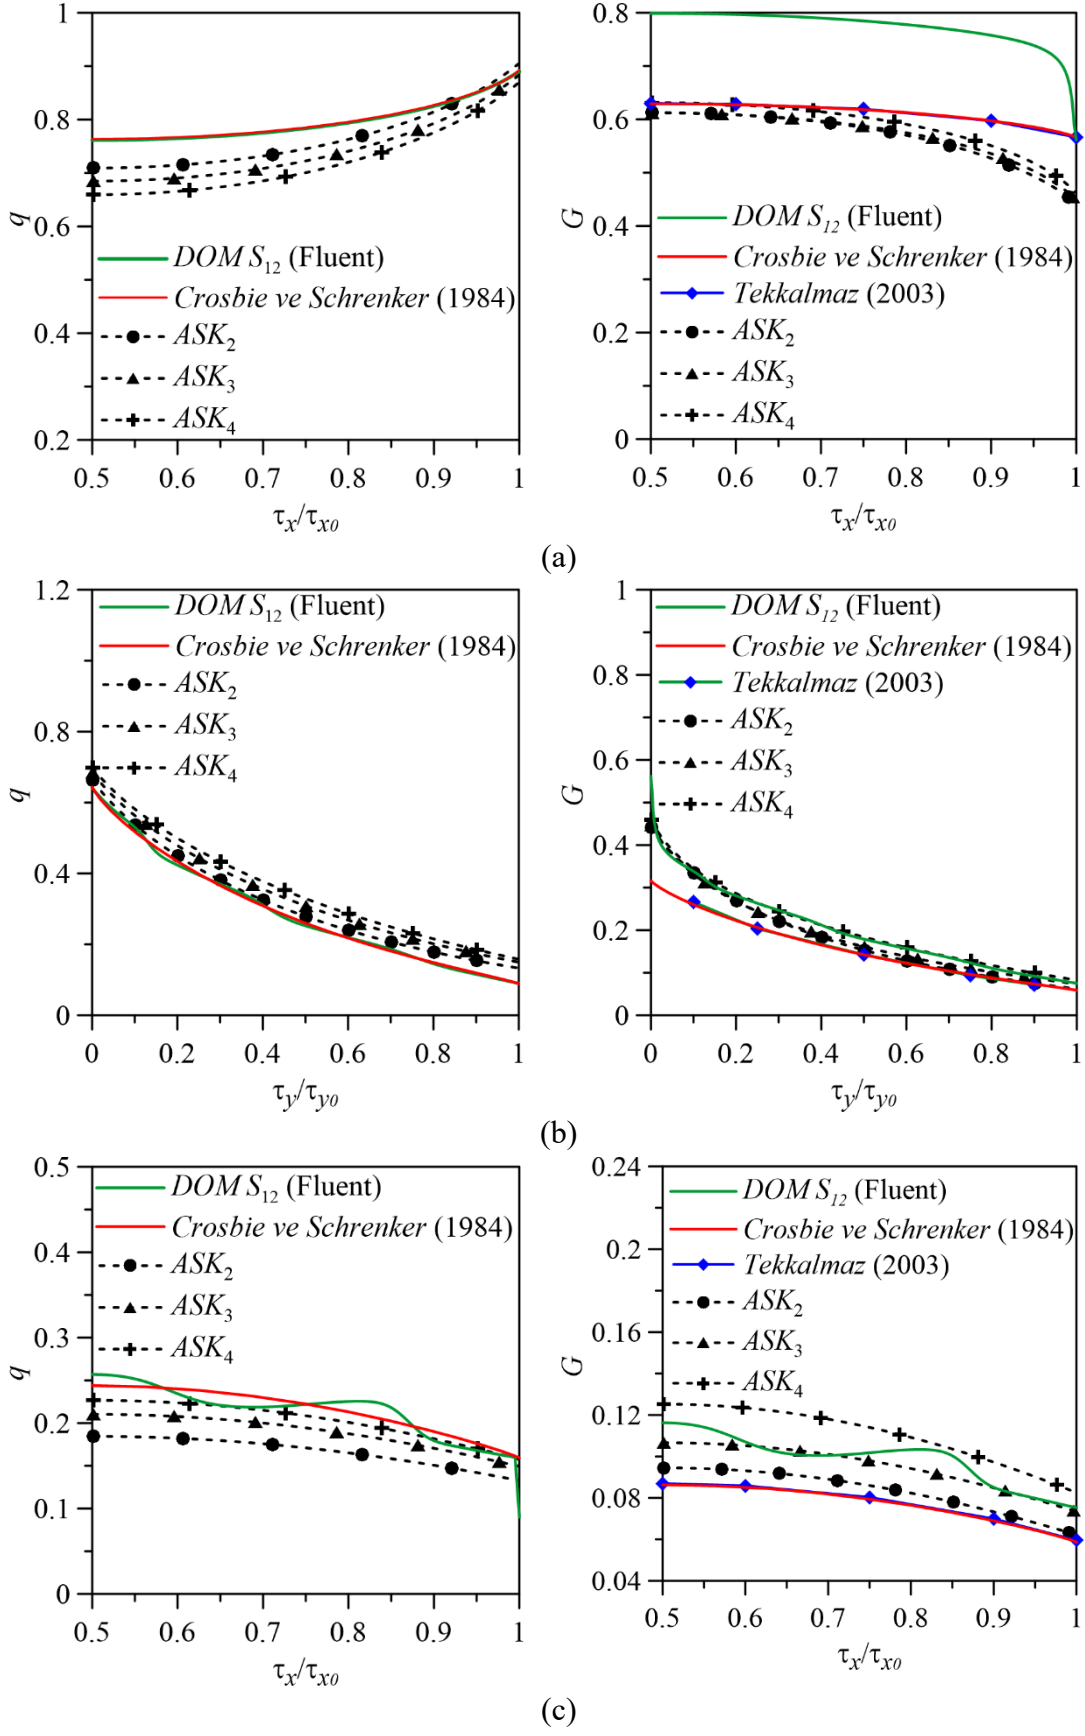 1
0.8
0.6
0.4
0.2
q
DOM S12 (Fluent)
Crosbie ve Schrenker (1984)
ASK2
ASK3
ASK4
0.5 0.6 0.7 0.8 0.9 1
τx/τx0
0.8
0.6
0.4
0.2
0
G
DOM S12 (Fluent)
Crosbie ve Schrenker (1984)
Tekkalmaz (2003)
ASK2
ASK3
ASK4
0.5 0.6 0.7 0.8 0.9 1
τx/τx0
(a)
1.2
0.8
0.4
0
q
DOM S12 (Fluent)
Crosbie ve Schrenker (1984)
ASK2
ASK3
ASK4
0 0.2 0.4 0.6 0.8 1
τy/τy0
1
0.8
0.6
0.4
0.2
0
G
DOM S12 (Fluent)
Crosbie ve Schrenker (1984)
Tekkalmaz (2003)
ASK2
ASK3
ASK4
0 0.2 0.4 0.6 0.8 1
τy/τy0
(b)
0.5
0.4
0.3
0.2
0.1
0
q
DOM S12 (Fluent)
Crosbie ve Schrenker (1984)
ASK2
ASK3
ASK4
0.5 0.6 0.7 0.8 0.9 1
τx/τx0
0.24
0.2
0.16
0.12
0.08
0.04
G
DOM S12 (Fluent)
Crosbie ve Schrenker (1984)
Tekkalmaz (2003)
ASK2
ASK3
ASK4
0.5 0.6 0.7 0.8 0.9 1
τx/τx0
(c)